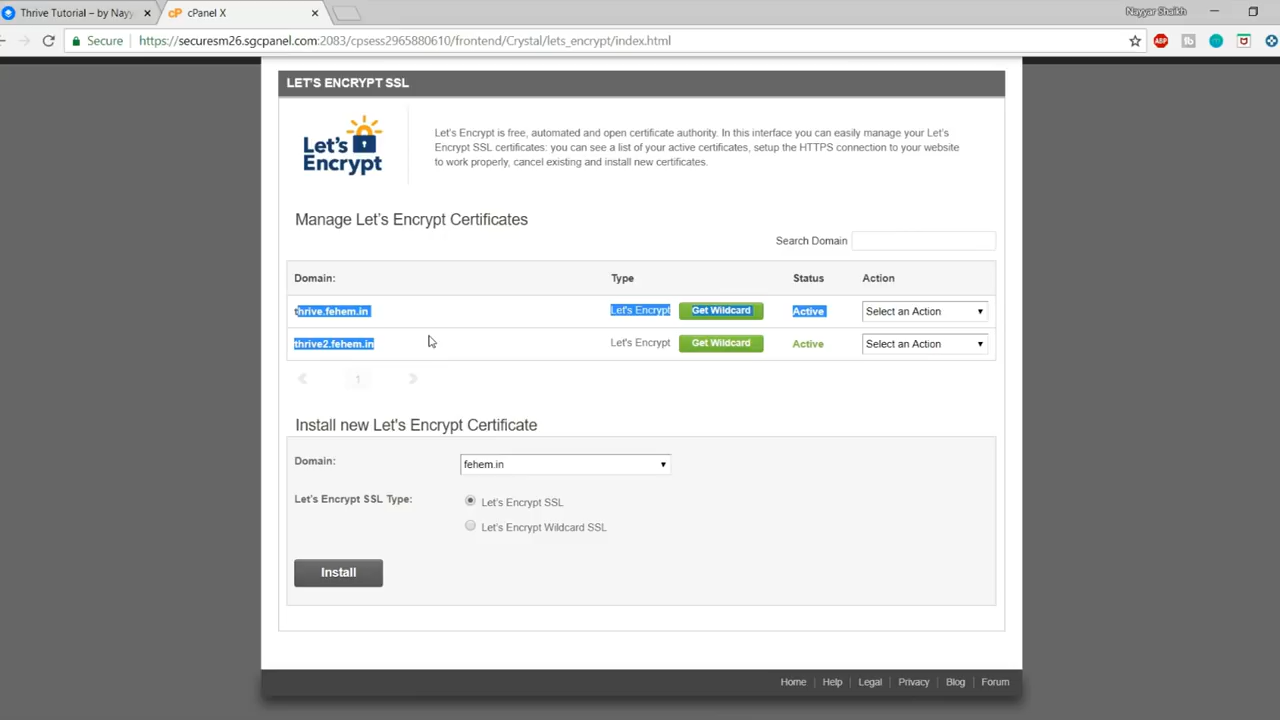 Thrive Tutorial – by Nayy
cPanel X
Nayyar Shaikh
Secure
https://securesm26.sgcpanel.com:2083/cpsess2965880610/frontend/Crystal/lets_encrypt/index.html
LET'S ENCRYPT SSL
Let's Encrypt
Let's Encrypt is free, automated and open certificate authority. In this interface you can easily manage your Let's
Encrypt SSL certificates: you can see a list of your active certificates, setup the HTTPS connection to your website
to work properly, cancel existing and install new certificates.
Manage Let's Encrypt Certificates
Search Domain
Domain: Type Status Action
thrive.fehem.in Let's Encrypt Get Wildcard Active Select an Action
thrive2.fehem.in Let's Encrypt Get Wildcard Active Select an Action
1
Install new Let's Encrypt Certificate
Domain: fehem.in
Let's Encrypt SSL Type: Let's Encrypt SSL
Let's Encrypt Wildcard SSL
Install
Home | Help | Legal | Privacy | Blog | Forum